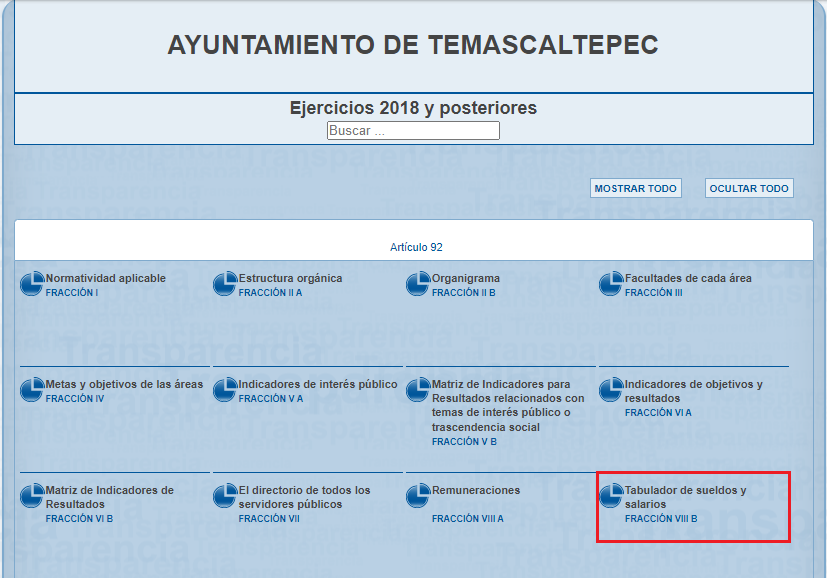 AYUNTAMIENTO DE TEMASCALTEPEC
Ejercicios 2018 y posteriores
Buscar ...
MOSTRAR TODO
OCULTAR TODO
Artículo 92
Normatividad aplicable
FRACCIÓN I
Estructura orgánica
FRACCIÓN II A
Organigrama
FRACCIÓN II B
Facultades de cada área
FRACCIÓN III
Metas y objetivos de las áreas
FRACCIÓN IV
Indicadores de interés público
FRACCIÓN V A
Matriz de Indicadores para
Resultados relacionados con
temas de interés público o
trascendencia social
FRACCIÓN V B
Indicadores de objetivos y
resultados
FRACCIÓN VI A
Matriz de Indicadores de
Resultados
FRACCIÓN VI B
El directorio de todos los
servidores públicos
FRACCIÓN VII
Remuneraciones
FRACCIÓN VIII A
Tabulador de sueldos y
salarios
FRACCIÓN VIII B